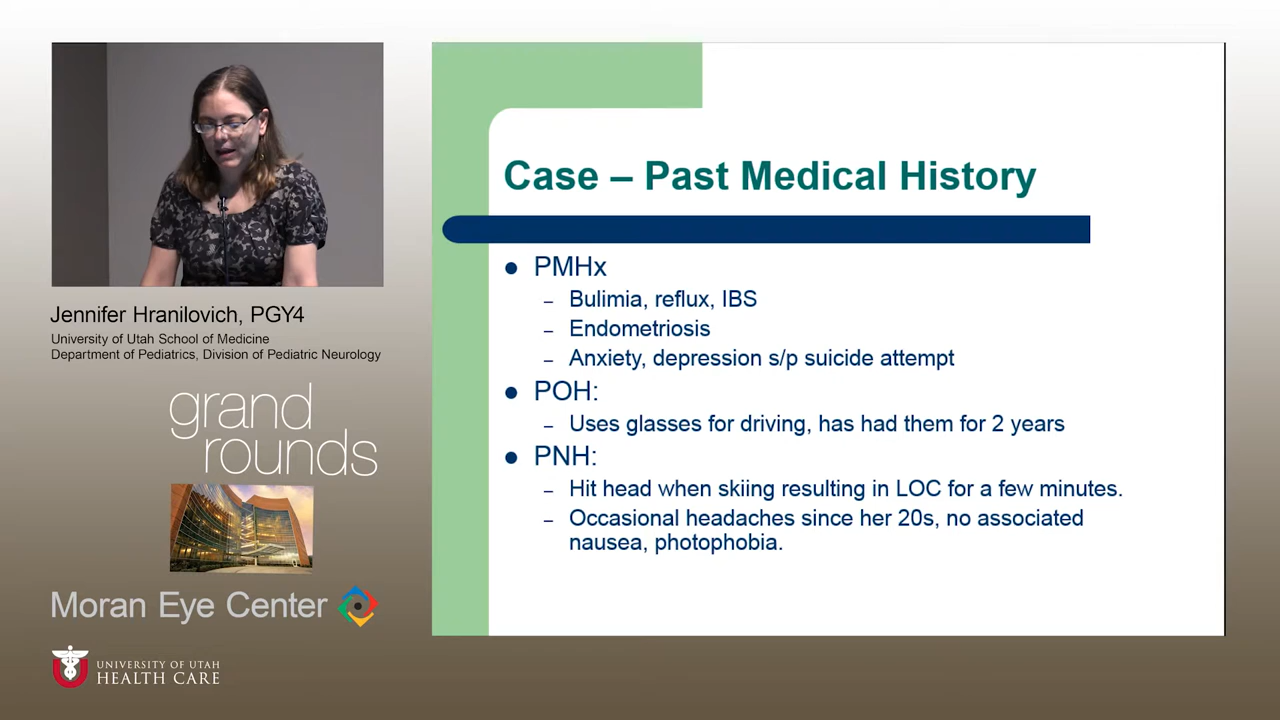 Jennifer Hranilovich, PGY4
University of Utah School of Medicine
Department of Pediatrics, Division of Pediatric Neurology
grand
rounds
Moran Eye Center
UNIVERSITY OF UTAH
HEALTH CARE
Case – Past Medical History
● PMHx
– Bulimia, reflux, IBS
– Endometriosis
– Anxiety, depression s/p suicide attempt
● POH:
– Uses glasses for driving, has had them for 2 years
● PNH:
– Hit head when skiing resulting in LOC for a few minutes.
– Occasional headaches since her 20s, no associated
nausea, photophobia.